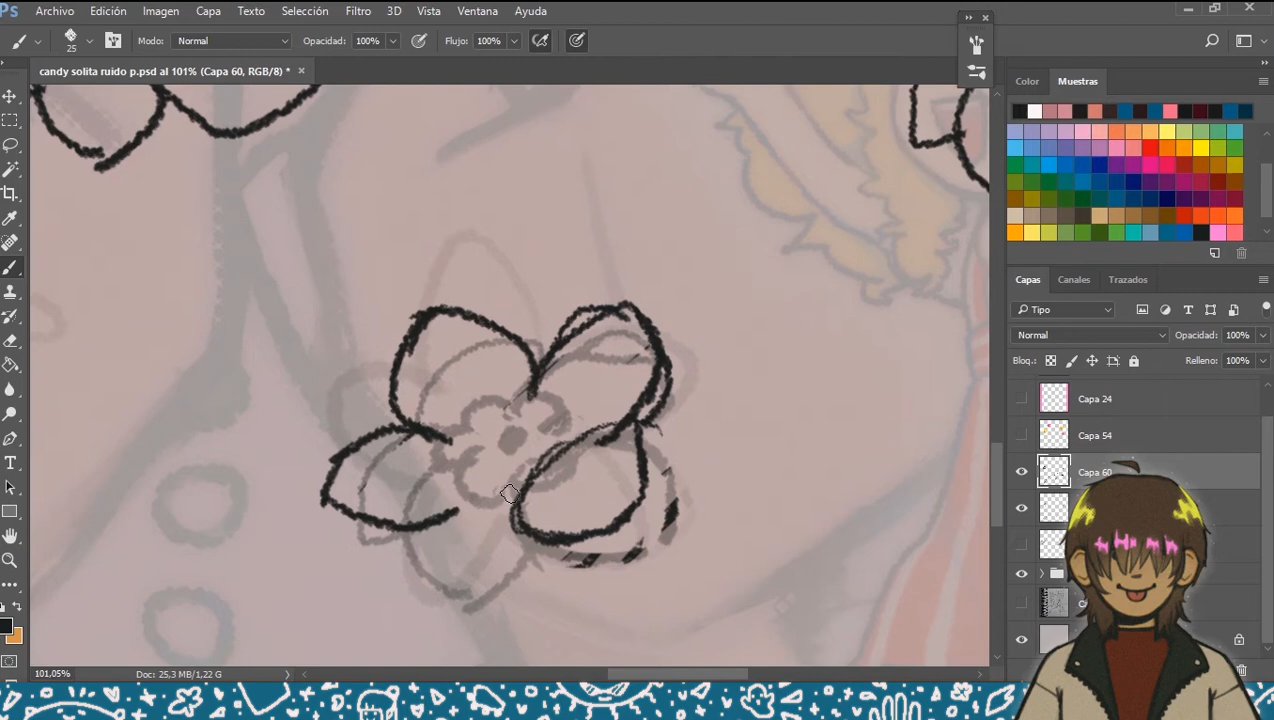 Ps Archivo Edición Imagen Capa Texto Selección Filtro 3D Vista Ventana Ayuda
25 Modo: Normal Opacidad: 100% Flujo: 100%
candy solita ruido p.psd al 101% (Capa 60, RGB/8) *
Color Muestras
Capas Canales Trazados
Tipo
Normal Opacidad: 100%
Bloq.: Relleno: 100%
Capa 24
Capa 54
Capa 60
101,05% Doc: 25,3 MB/1,22 G